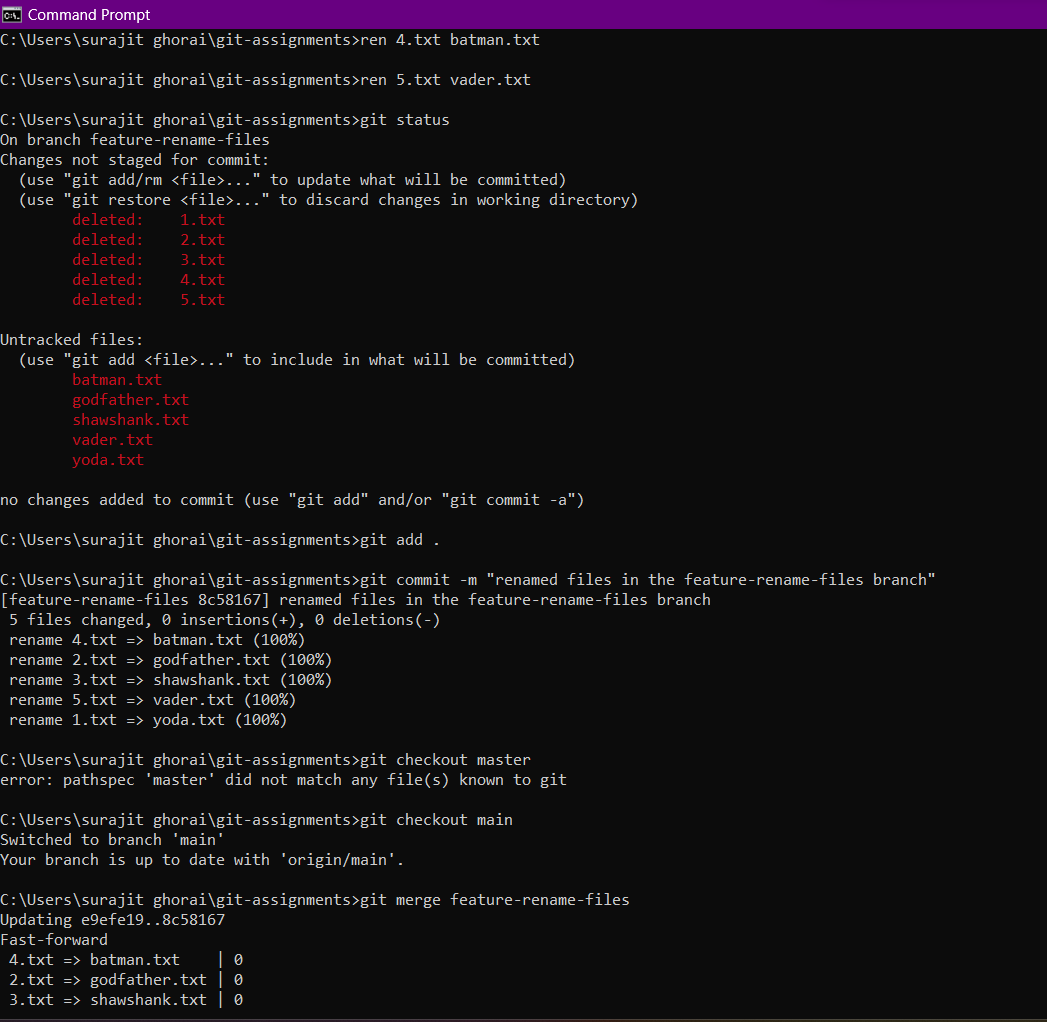 Command Prompt
C:\Users\surajit ghorai\git-assignments>ren 4.txt batman.txt
C:\Users\surajit ghorai\git-assignments>ren 5.txt vader.txt
C:\Users\surajit ghorai\git-assignments>git status
On branch feature-rename-files
Changes not staged for commit:
  (use "git add/rm <file>..." to update what will be committed)
  (use "git restore <file>..." to discard changes in working directory)
        deleted:    1.txt
        deleted:    2.txt
        deleted:    3.txt
        deleted:    4.txt
        deleted:    5.txt
Untracked files:
  (use "git add <file>..." to include in what will be committed)
        batman.txt
        godfather.txt
        shawshank.txt
        vader.txt
        yoda.txt
no changes added to commit (use "git add" and/or "git commit -a")
C:\Users\surajit ghorai\git-assignments>git add .
C:\Users\surajit ghorai\git-assignments>git commit -m "renamed files in the feature-rename-files branch"
[feature-rename-files 8c58167] renamed files in the feature-rename-files branch
 5 files changed, 0 insertions(+), 0 deletions(-)
 rename 4.txt => batman.txt (100%)
 rename 2.txt => godfather.txt (100%)
 rename 3.txt => shawshank.txt (100%)
 rename 5.txt => vader.txt (100%)
 rename 1.txt => yoda.txt (100%)
C:\Users\surajit ghorai\git-assignments>git checkout master
error: pathspec 'master' did not match any file(s) known to git
C:\Users\surajit ghorai\git-assignments>git checkout main
Switched to branch 'main'
Your branch is up to date with 'origin/main'.
C:\Users\surajit ghorai\git-assignments>git merge feature-rename-files
Updating e9efe19..8c58167
Fast-forward
 4.txt => batman.txt    | 0
 2.txt => godfather.txt | 0
 3.txt => shawshank.txt | 0